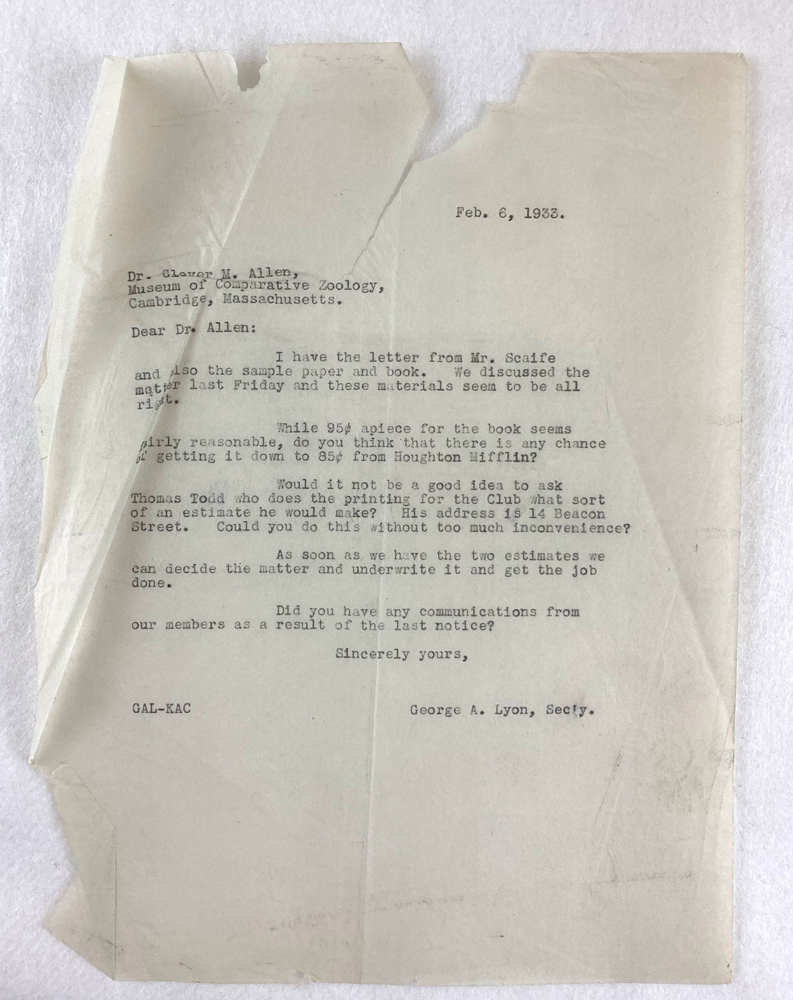 Feb. 6, 1933.
Dr. Glover M. Allen,
Museum of Comparative Zoology,
Cambridge, Massachusetts.
Dear Dr. Allen:
I have the letter from Mr. Scaife
and also the sample paper and book. We discussed the
matter last Friday and these materials seem to be all
right.
While 95¢ apiece for the book seems
airly reasonable, do you think that there is any chance
of getting it down to 85¢ from Houghton Mifflin?
Would it not be a good idea to ask
Thomas Todd who does the printing for the Club what sort
of an estimate he would make? His address is 14 Beacon
Street. Could you do this without too much inconvenience?
As soon as we have the two estimates we
can decide the matter and underwrite it and get the job
done.
Did you have any communications from
our members as a result of the last notice?
Sincerely yours,
GAL-KAC George A. Lyon, Sec'y.